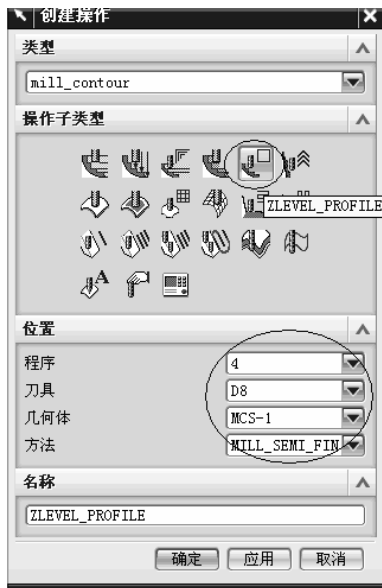 创建操作
类型
mill_contour
操作子类型
ZLEVEL_PROFILE
位置
程序 4
刀具 D8
几何体 MCS-1
方法 MILL_SEMI_FIN
名称
ZLEVEL_PROFILE
确定 应用 取消